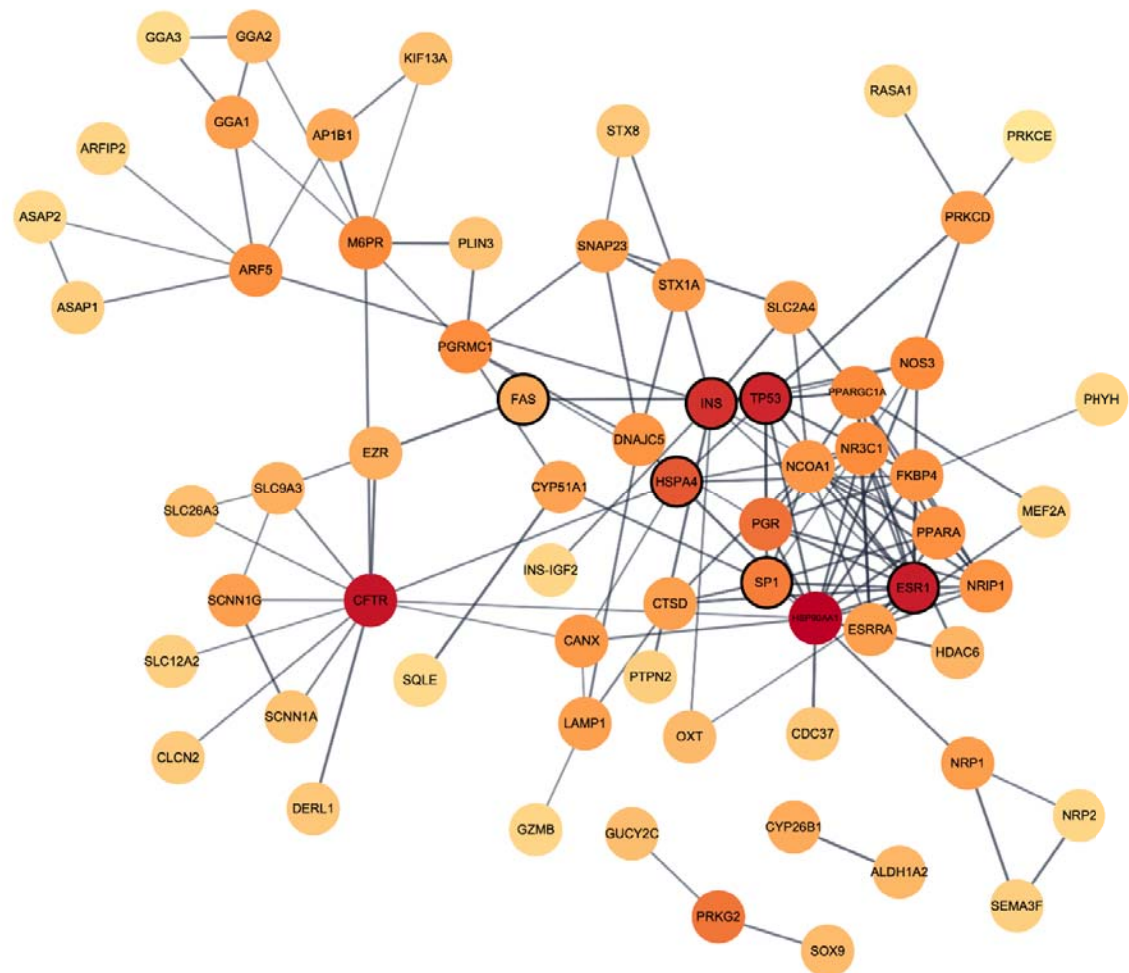 GGA3
GGA2
KIF13A
RASA1
GGA1
AP1B1
STX8
PRKCE
ARFIP2
ASAP2
PRKCD
M6PR
PLIN3
SNAP23
ARF5
STX1A
ASAP1
SLC2A4
PGRMC1
NOS3
PPARGC1A
FAS
INS
TP53
PHYH
DNAJC5
NR3C1
EZR
NCOA1
FKBP4
SLC9A3
HSPA4
CYP51A1
SLC26A3
MEF2A
PGR
PPARA
INS-IGF2
SP1
ESR1
NRIP1
SCNN1G
CFTR
CTSD
HSP90AA1
ESRRA
CANX
HDAC6
SLC12A2
SQLE
PTPN2
SCNN1A
LAMP1
OXT
CDC37
CLCN2
NRP1
DERL1
NRP2
GZMB
GUCY2C
CYP26B1
ALDH1A2
SEMA3F
PRKG2
SOX9